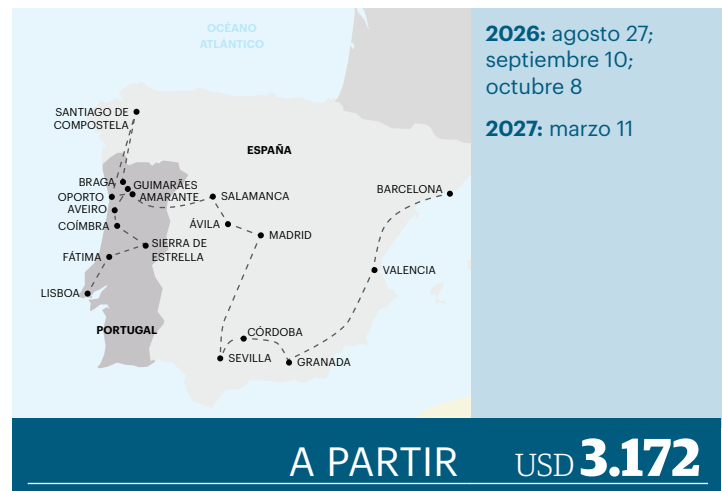 OCÉANO
ATLÁNTICO
SANTIAGO DE
COMPOSTELA
ESPAÑA
BRAGA
GUIMARÃES
OPORTO
AMARANTE
SALAMANCA
BARCELONA
AVEIRO
COÍMBRA
ÁVILA
MADRID
SIERRA DE
ESTRELLA
FÁTIMA
VALENCIA
LISBOA
PORTUGAL
CÓRDOBA
SEVILLA
GRANADA
2026: agosto 27;
septiembre 10;
octubre 8
2027: marzo 11
A PARTIR USD 3.172